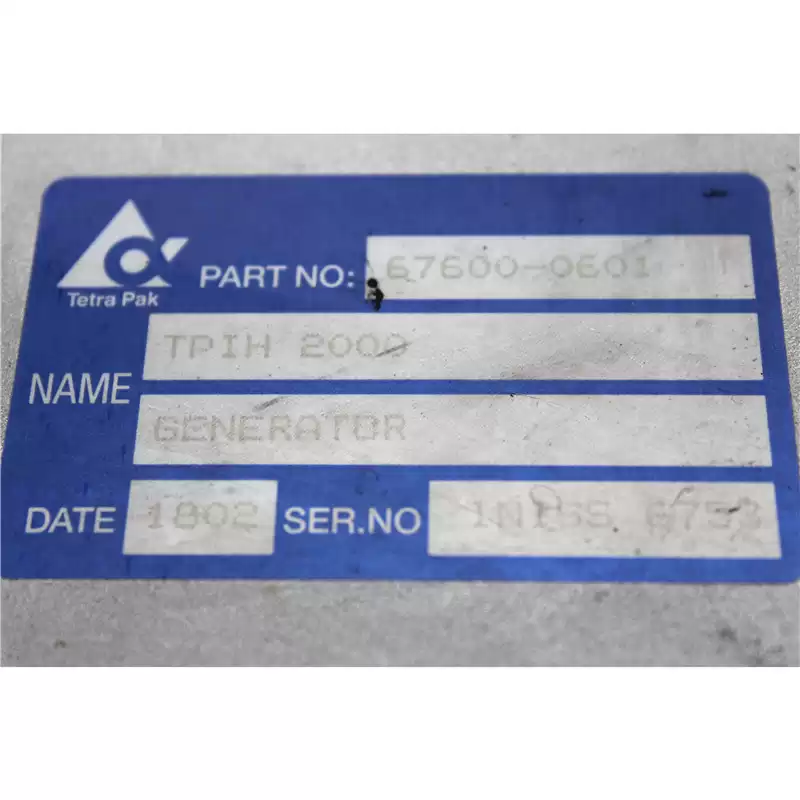 Tetra Pak
PART NO: 67600-0601
NAME
TPIH 2000
GENERATOR
DATE 1802 SER.NO